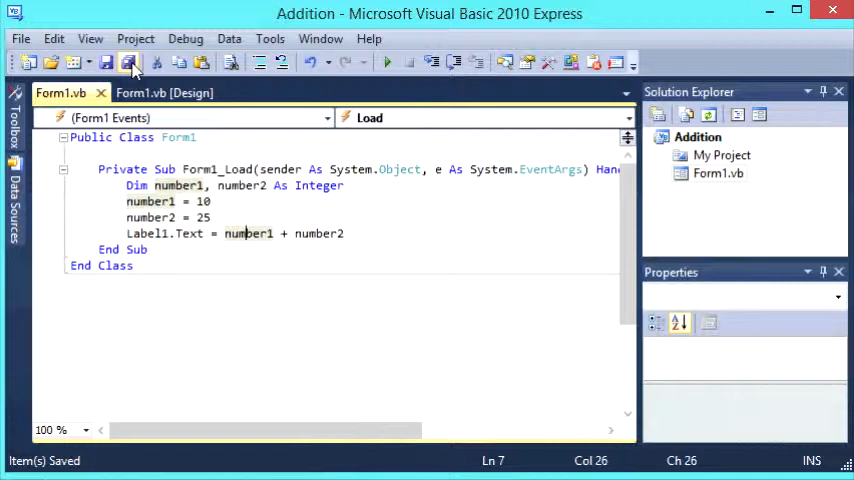 Addition - Microsoft Visual Basic 2010 Express
File Edit View Project Debug Data Tools Window Help
Form1.vb Form1.vb [Design]
(Form1 Events) Load
Public Class Form1
Private Sub Form1_Load(sender As System.Object, e As System.EventArgs) Han
Dim number1, number2 As Integer
number1 = 10
number2 = 25
Label1.Text = number1 + number2
End Sub
End Class
100 %
Toolbox
Data Sources
Solution Explorer
Addition
My Project
Form1.vb
Properties
Item(s) Saved Ln 7 Col 26 Ch 26 INS